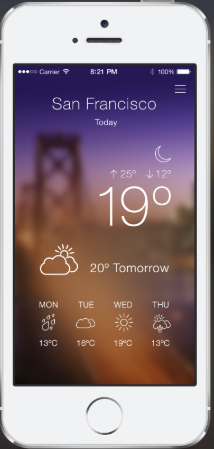 Carrier 8:21 PM 100%
San Francisco
Today
↑25° ↓12°
19°
20° Tomorrow
MON TUE WED THU
13°C 16°C 19°C 13°C